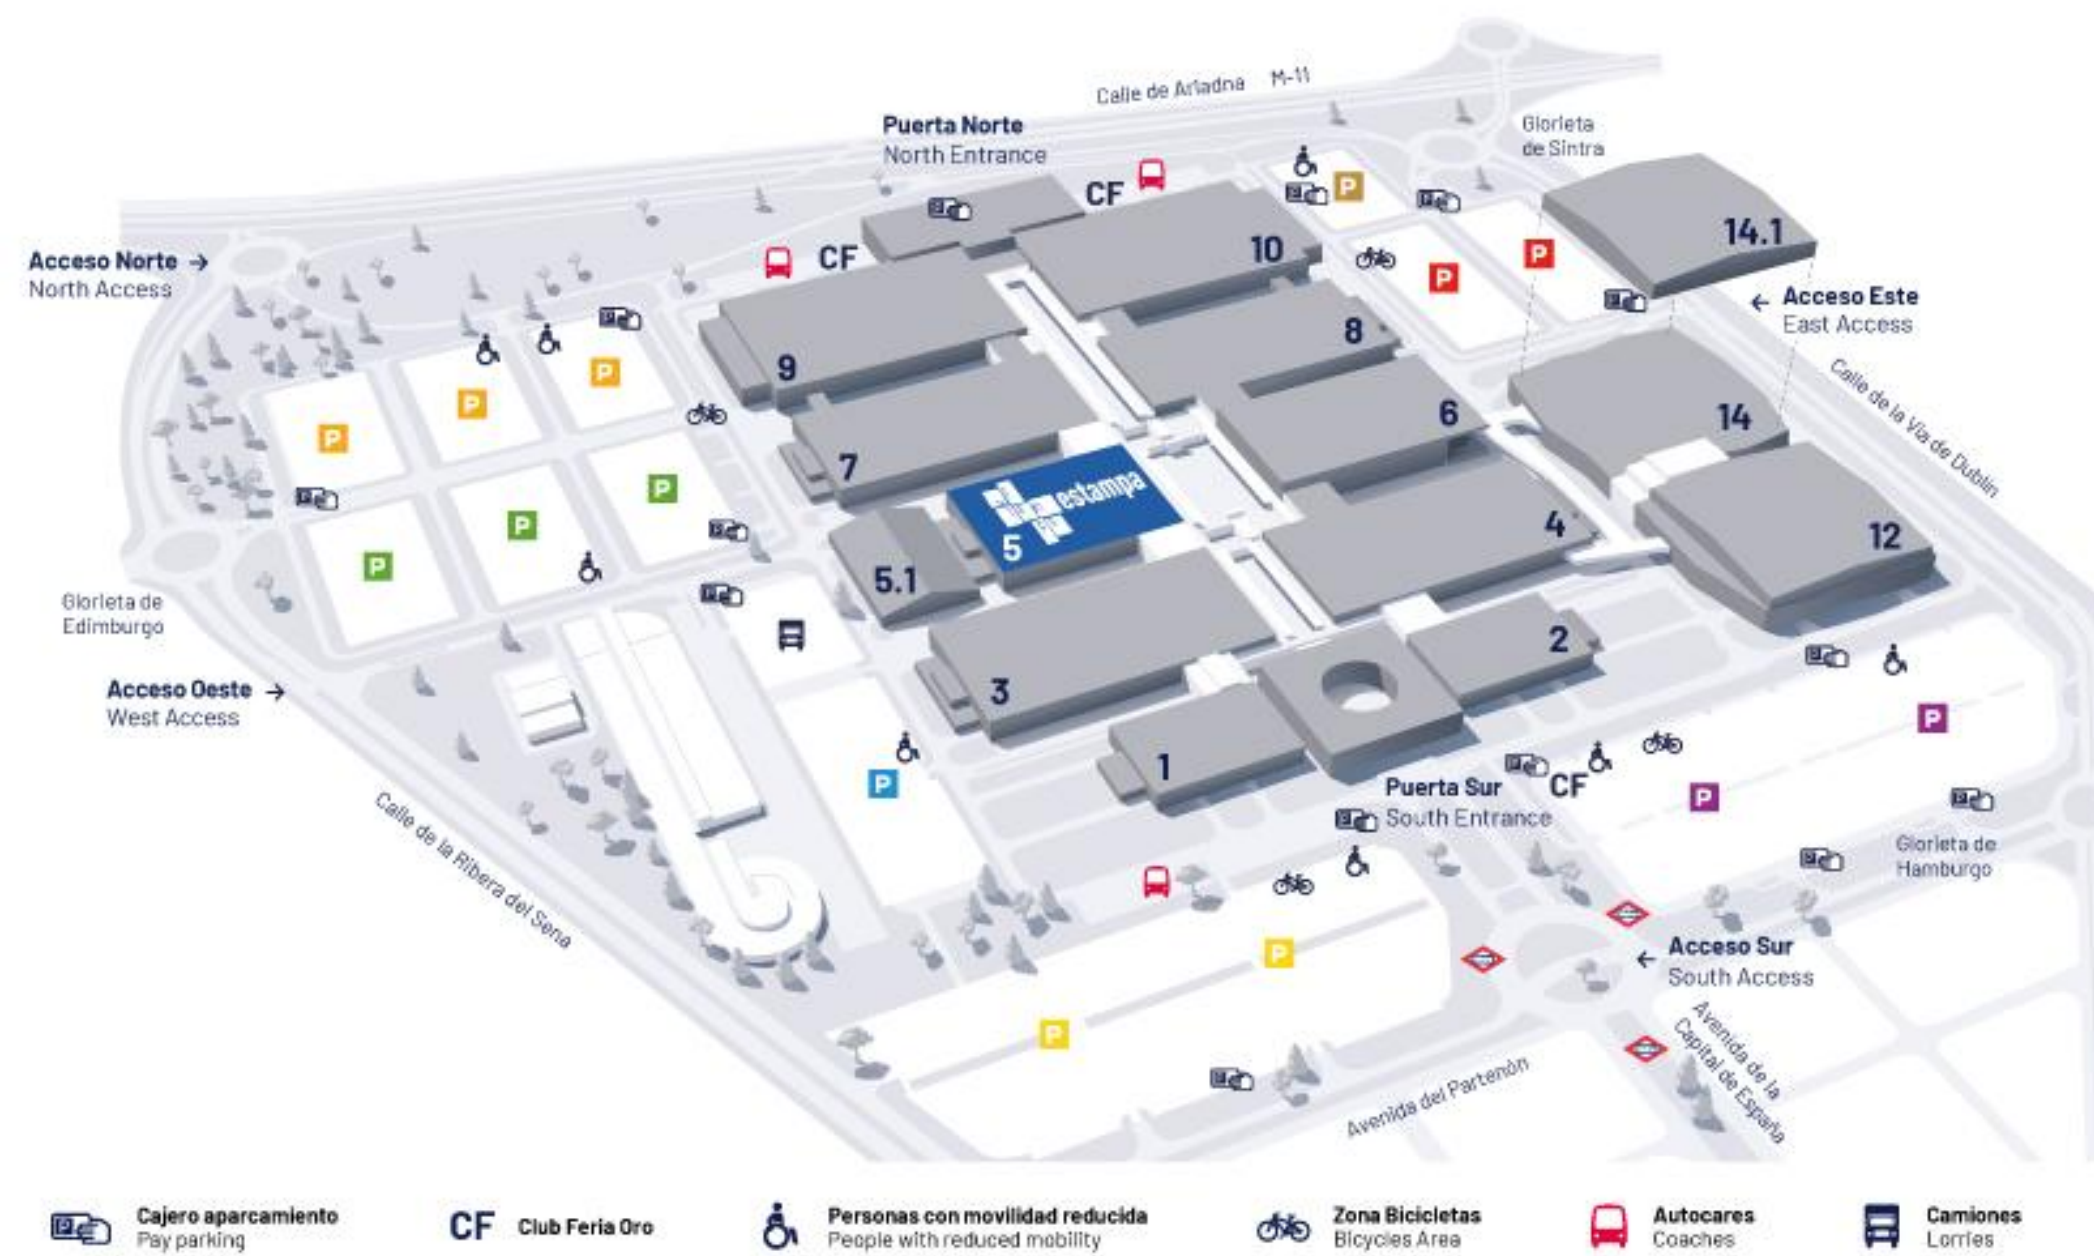 Calle de Ariadna M-11
Puerta Norte
North Entrance
Glorieta
de Sintra
CF
P
14.1
10
Acceso Norte →
North Access
CF
P
P
← Acceso Este
East Access
8
9
P
P
P
6
Calle de la Vía de Dublín
14
7
P
estampa
5
P
4
12
5.1
P
Glorieta de
Edimburgo
2
Acceso Oeste →
West Access
3
P
1
P
Puerta Sur
South Entrance
CF
P
Calle de la Ribera del Sena
Glorieta de
Hamburgo
P
← Acceso Sur
South Access
P
Avenida de la
Capital de España
Avenida del Partenón
Cajero aparcamiento
Pay parking
CF Club Feria Oro
Personas con movilidad reducida
People with reduced mobility
Zona Bicicletas
Bicycles Area
Autocares
Coaches
Camiones
Lorries